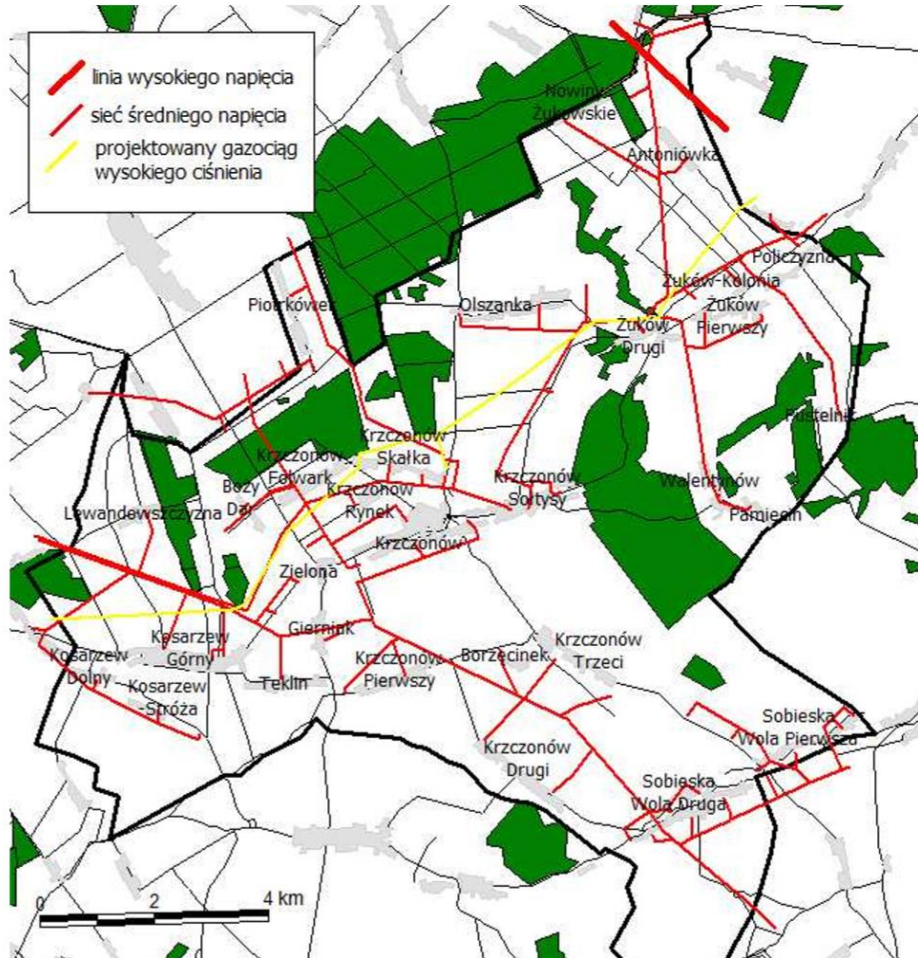 linia wysokiego napięcia
sieć średniego napięcia
projektowany gazociąg
wysokiego ciśnienia
Nowiny
Żukowskie
Antoniówka
Policzyzna
Piotrkówek
Olszanka
Żuków-Kolonia
Żuków
Pierwszy
Żuków
Drugi
Pustelnik
Krzczonów
Skałka
Krzczonów
Folwark
Boży
Dar
Krzczonów
Rynek
Krzczonów
Sortysy
Walentynów
Pamięcin
Lewandowszczyzna
Krzczonów
Zielona
Gierniak
Kosarzew
Górny
Kosarzew
Dolny
Kosarzew
-Stróża
Teklin
Krzczonów
Pierwszy
Borzęcinek
Krzczonów
Trzeci
Krzczonów
Drugi
Sobieska
Wola Pierwsza
Sobieska
Wola Druga
0 2 4 km